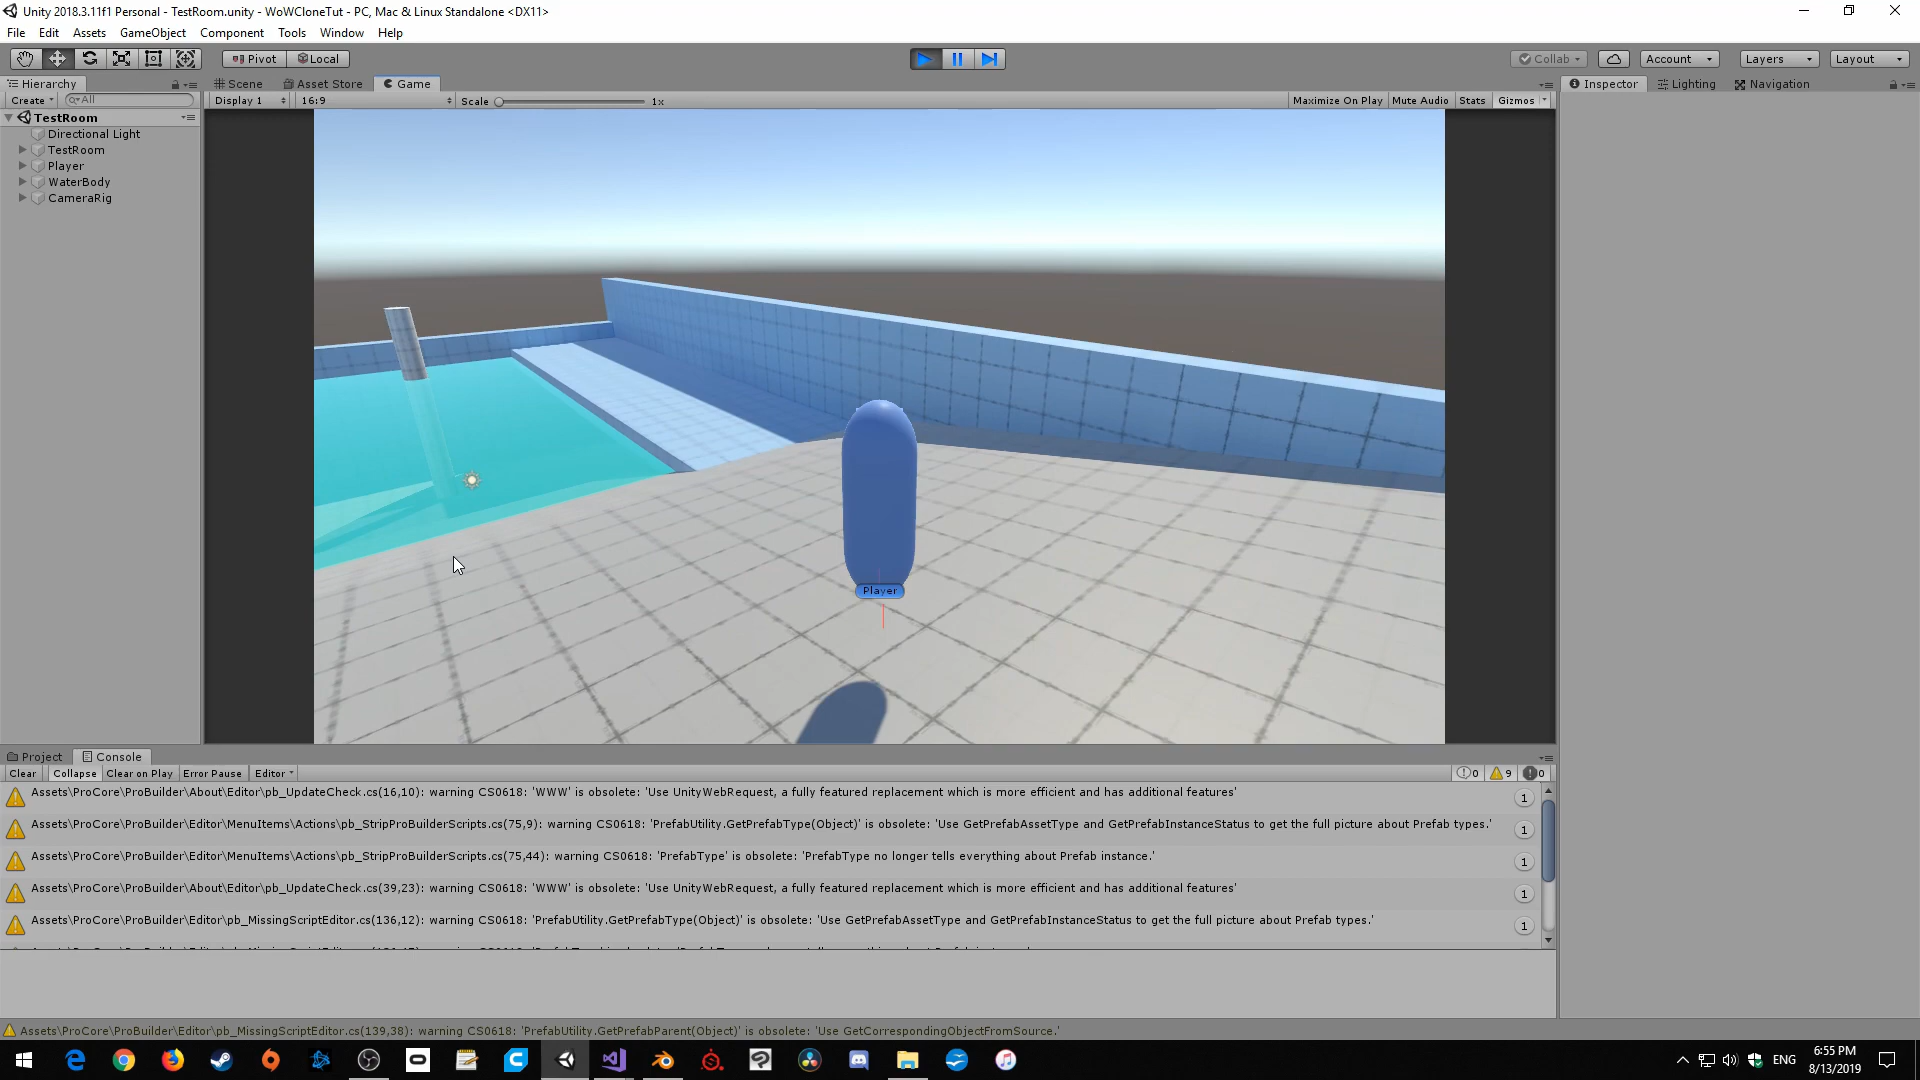 Unity 2018.3.11f1 Personal - TestRoom.unity - WoWCloneTut - PC, Mac & Linux Standalone <DX11>
File Edit Assets GameObject Component Tools Window Help
Pivot Local Collab Account Layers Layout
Hierarchy Scene Asset Store Game Inspector Lighting Navigation
Create All Display 1 16:9 Scale 1x Maximize On Play Mute Audio Stats Gizmos
TestRoom
Directional Light
TestRoom
Player
WaterBody
CameraRig
Player
Project Console
Clear Collapse Clear on Play Error Pause Editor 0 9 0
Assets\ProCore\ProBuilder\About\Editor\pb_UpdateCheck.cs(16,10): warning CS0618: 'WWW' is obsolete: 'Use UnityWebRequest, a fully featured replacement which is more efficient and has additional features' 1
Assets\ProCore\ProBuilder\Editor\MenuItems\Actions\pb_StripProBuilderScripts.cs(75,9): warning CS0618: 'PrefabUtility.GetPrefabType(Object)' is obsolete: 'Use GetPrefabAssetType and GetPrefabInstanceStatus to get the full picture about Prefab types.' 1
Assets\ProCore\ProBuilder\Editor\MenuItems\Actions\pb_StripProBuilderScripts.cs(75,44): warning CS0618: 'PrefabType' is obsolete: 'PrefabType no longer tells everything about Prefab instance.' 1
Assets\ProCore\ProBuilder\About\Editor\pb_UpdateCheck.cs(39,23): warning CS0618: 'WWW' is obsolete: 'Use UnityWebRequest, a fully featured replacement which is more efficient and has additional features' 1
Assets\ProCore\ProBuilder\Editor\pb_MissingScriptEditor.cs(136,12): warning CS0618: 'PrefabUtility.GetPrefabType(Object)' is obsolete: 'Use GetPrefabAssetType and GetPrefabInstanceStatus to get the full picture about Prefab types.' 1
Assets\ProCore\ProBuilder\Editor\pb_MissingScriptEditor.cs(139,38): warning CS0618: 'PrefabUtility.GetPrefabParent(Object)' is obsolete: 'Use GetCorrespondingObjectFromSource.'
ENG
6:55 PM
8/13/2019